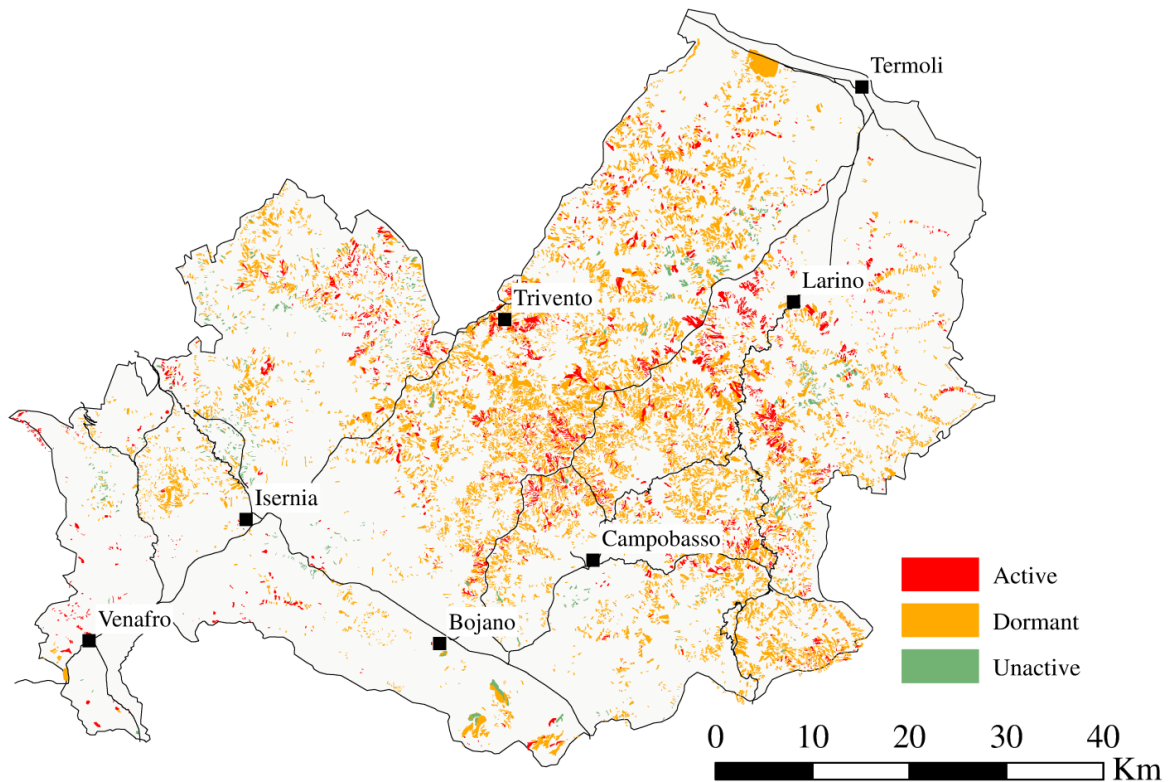 Termoli
Larino
Trivento
Isernia
Campobasso
Venafro
Bojano
Active
Dormant
Unactive
0 10 20 30 40
Km